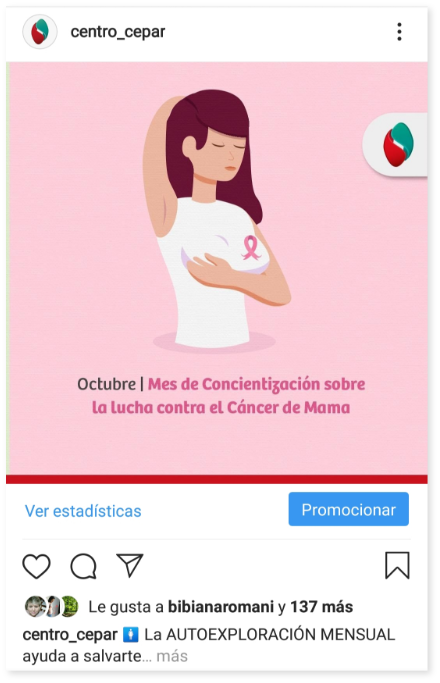 centro_cepar
Octubre | Mes de Concientización sobre
la lucha contra el Cáncer de Mama
Ver estadísticas
Promocionar
Le gusta a bibianaromani y 137 más
centro_cepar La AUTOEXPLORACIÓN MENSUAL
ayuda a salvarte... más